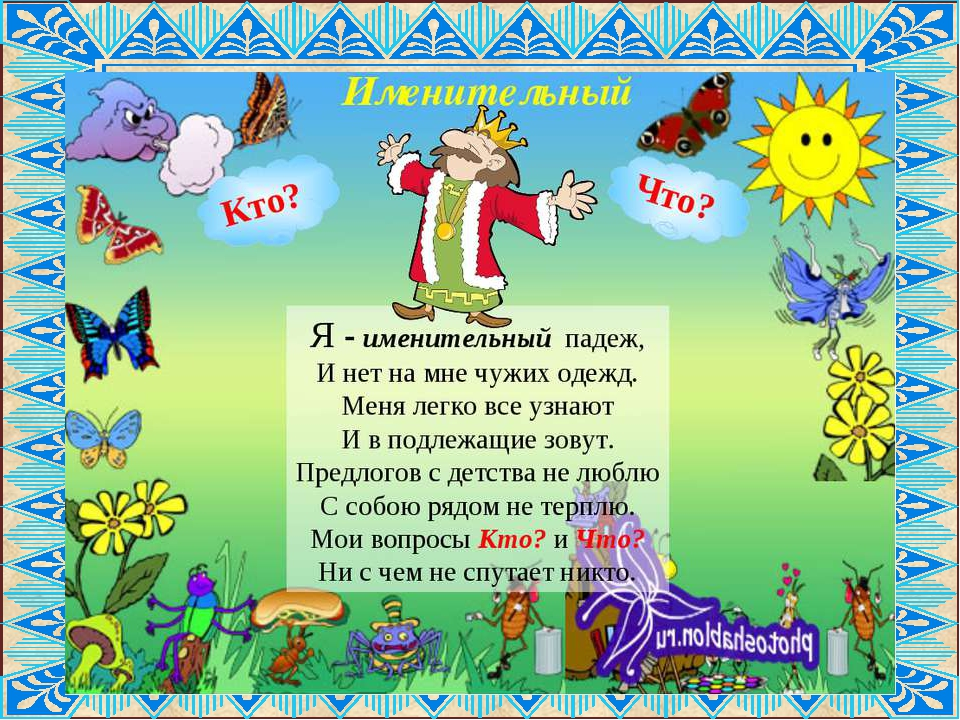 Именительный
Кто?
Что?
Я - именительный падеж,
И нет на мне чужих одежд.
Меня легко все узнают
И в подлежащие зовут.
Предлогов с детства не люблю
С собою рядом не терплю.
Мои вопросы Кто? и Что?
Ни с чем не спутает никто.
photoshablon.ru